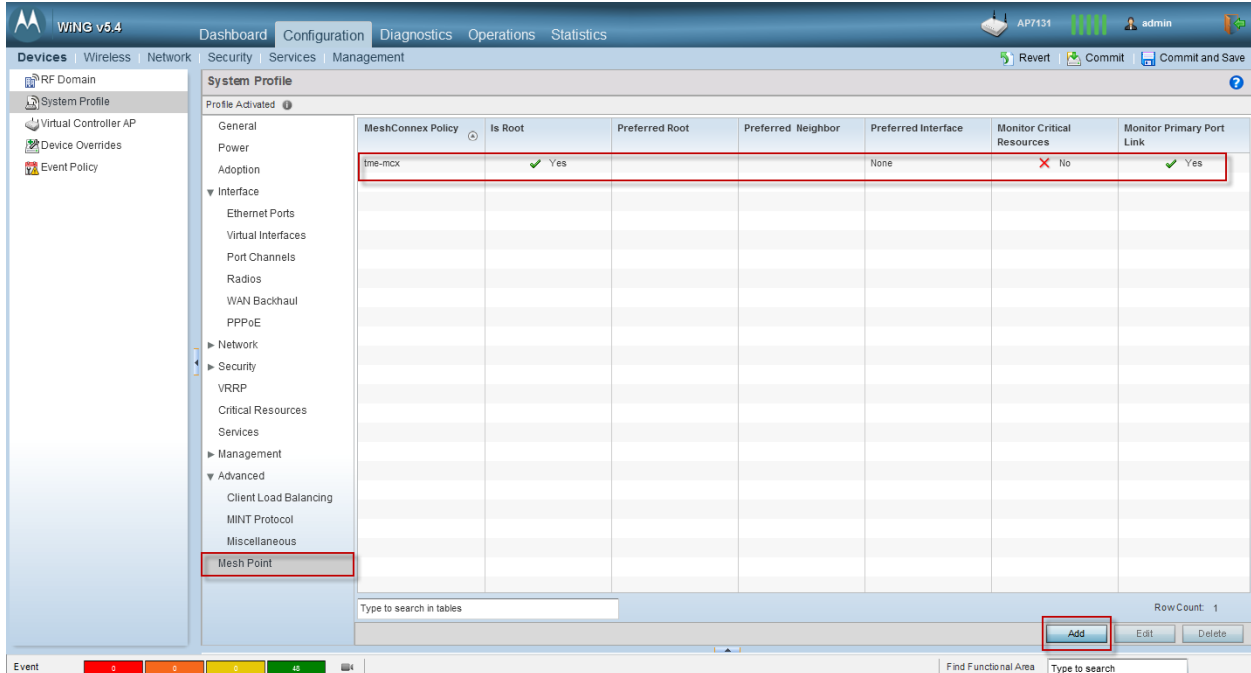 WiNG v5.4
Dashboard Configuration Diagnostics Operations Statistics
AP7131
admin
Devices Wireless Network Security Services Management
Revert Commit Commit and Save
RF Domain
System Profile
Virtual Controller AP
Device Overrides
Event Policy
System Profile
Profile Activated
General
Power
Adoption
Interface
Ethernet Ports
Virtual Interfaces
Port Channels
Radios
WAN Backhaul
PPPoE
Network
Security
VRRP
Critical Resources
Services
Management
Advanced
Client Load Balancing
MINT Protocol
Miscellaneous
Mesh Point
MeshConnex Policy Is Root Preferred Root Preferred Neighbor Preferred Interface Monitor Critical Resources Monitor Primary Port Link
tme-mcx Yes None No Yes
Type to search in tables
Row Count: 1
Add Edit Delete
Event 0 0 0 48
Find Functional Area Type to search